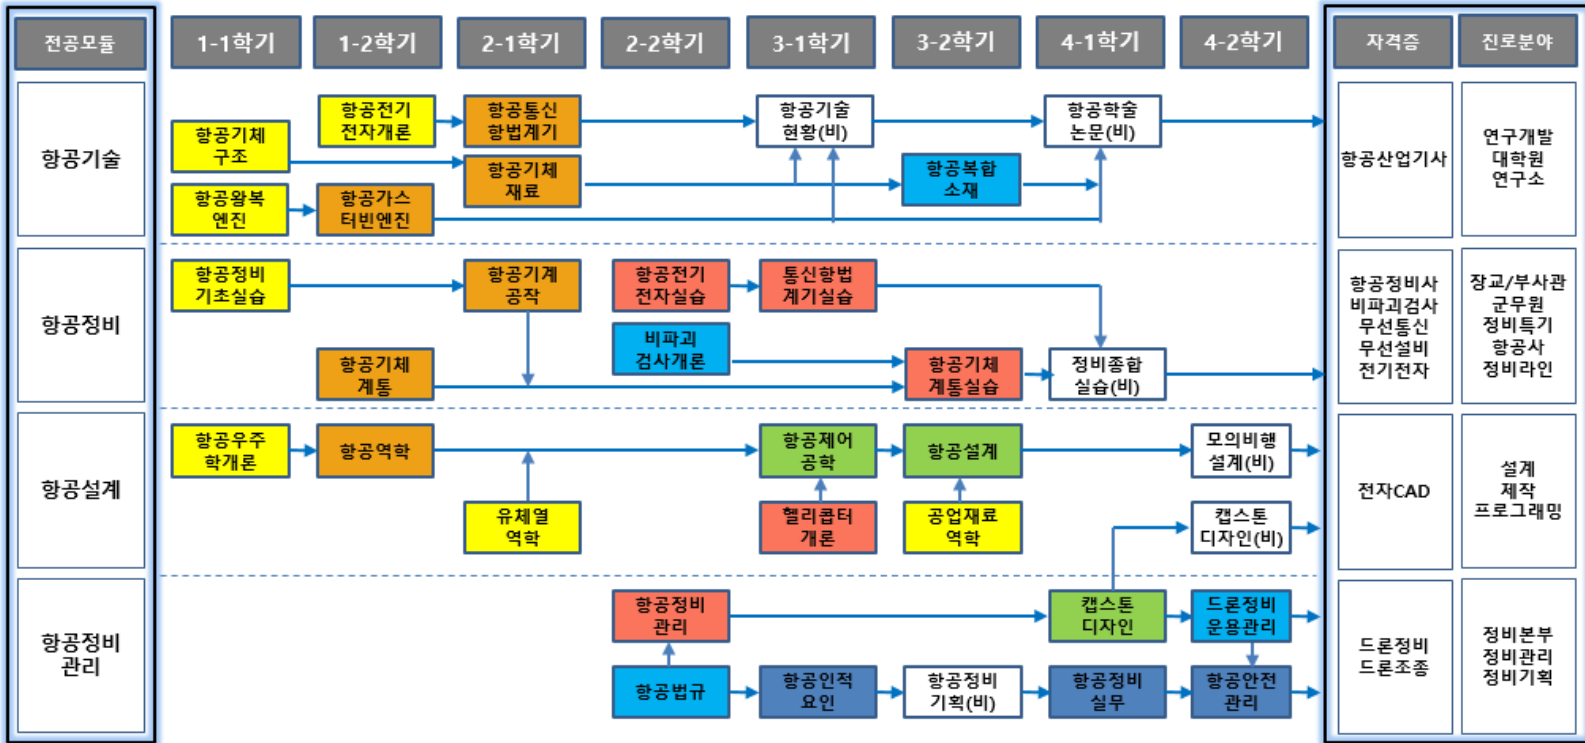 전공모듈
1-1학기
1-2학기
2-1학기
2-2학기
3-1학기
3-2학기
4-1학기
4-2학기
자격증
진로분야
항공기술
항공기체
구조
항공왕복
엔진
항공전기
전자개론
항공가스
터빈엔진
항공통신
항법계기
항공기체
재료
항공기술
현황(비)
항공복합
소재
항공학술
논문(비)
항공산업기사
연구개발
대학원
연구소
항공정비
항공정비
기초실습
항공기체
계통
항공기계
공작
항공전기
전자실습
비파괴
검사개론
통신항법
계기실습
항공기체
계통실습
정비종합
실습(비)
항공정비사
비파괴검사
무선통신
무선설비
전기전자
장교/부사관
군무원
정비특기
항공사
정비라인
항공설계
항공우주
학개론
항공역학
유체열
역학
항공제어
공학
헬리콥터
개론
항공설계
공업재료
역학
모의비행
설계(비)
캡스톤
디자인(비)
전자CAD
설계
제작
프로그래밍
항공정비
관리
항공정비
관리
항공법규
항공인적
요인
항공정비
기획(비)
캡스톤
디자인
항공정비
실무
드론정비
운용관리
항공안전
관리
드론정비
드론조종
정비본부
정비관리
정비기획